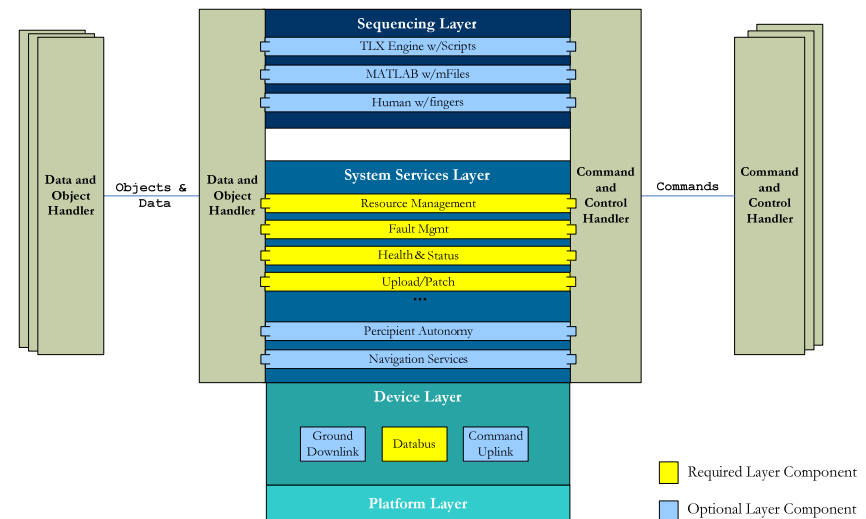 Sequencing Layer
TLX Engine w/Scripts
MATLAB w/mFiles
Human w/fingers
Data and
Object
Handler
Objects &
Data
Data and
Object
Handler
System Services Layer
Resource Management
Fault Mgmt
Health & Status
Upload/Patch
...
Percipient Autonomy
Navigation Services
Command
and
Control
Handler
Commands
Command
and
Control
Handler
Device Layer
Ground
Downlink
Databus
Command
Uplink
Platform Layer
Required Layer Component
Optional Layer Component